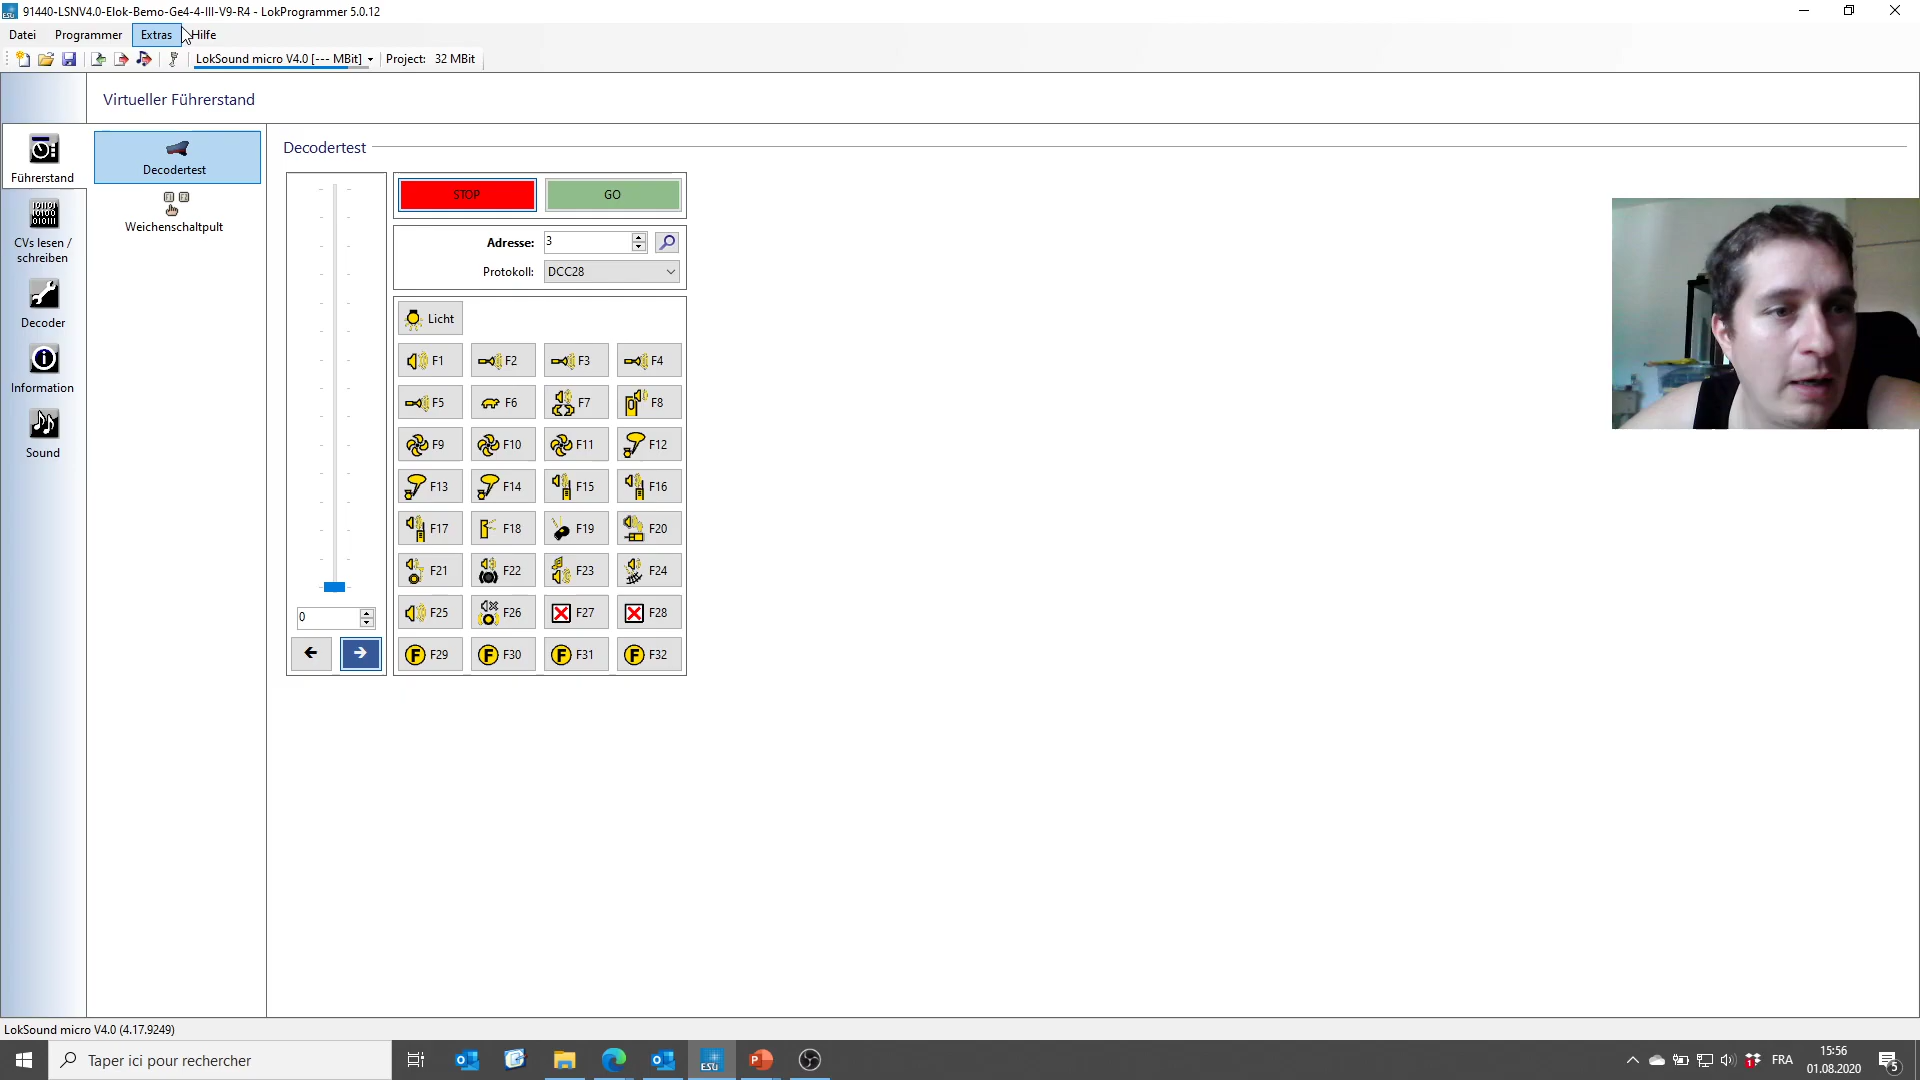 91440-LSNV4.0-Elok-Bemo-Ge4-4-III-V9-R4 - LokProgrammer 5.0.12
Datei Programmer Extras Hilfe
LokSound micro V4.0 [--- MBit] Project: 32 MBit
Virtueller Führerstand
Führerstand
CVs lesen /
schreiben
Decoder
Information
Sound
Decodertest
Weichenschaltpult
Decodertest
STOP GO
Adresse: 3
Protokoll: DCC28
Licht
F1 F2 F3 F4
F5 F6 F7 F8
F9 F10 F11 F12
F13 F14 F15 F16
F17 F18 F19 F20
F21 F22 F23 F24
F25 F26 F27 F28
F29 F30 F31 F32
0
LokSound micro V4.0 (4.17.9249)
Taper ici pour rechercher
ESU
FRA
15:56
01.08.2020
5